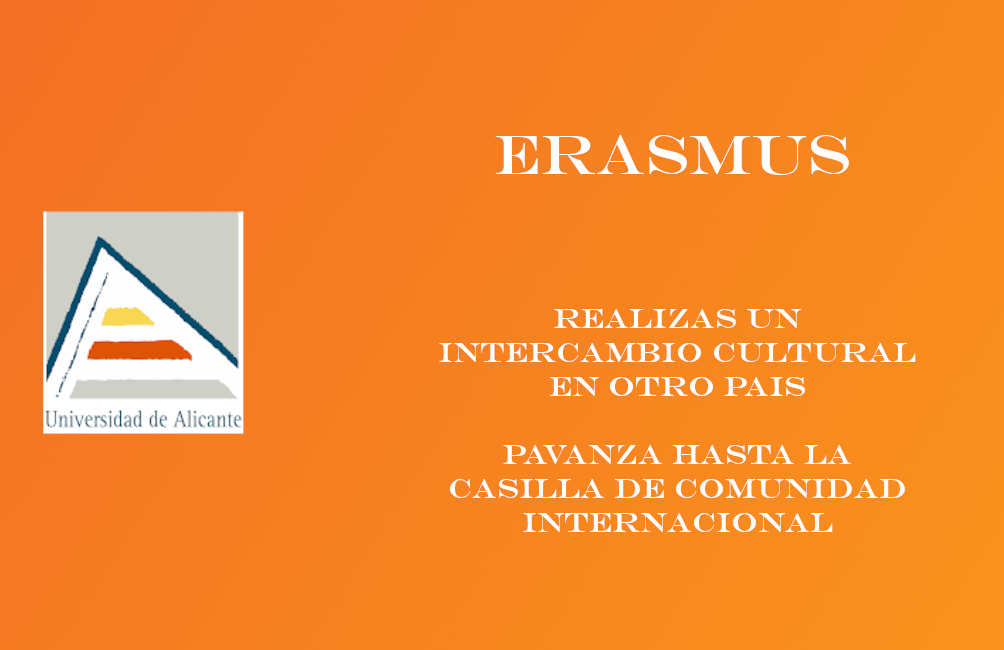 ERASMUS
REALIZAS UN
INTERCAMBIO CULTURAL
EN OTRO PAIS
PAVANZA HASTA LA
CASILLA DE COMUNIDAD
INTERNACIONAL
Universidad de Alicante